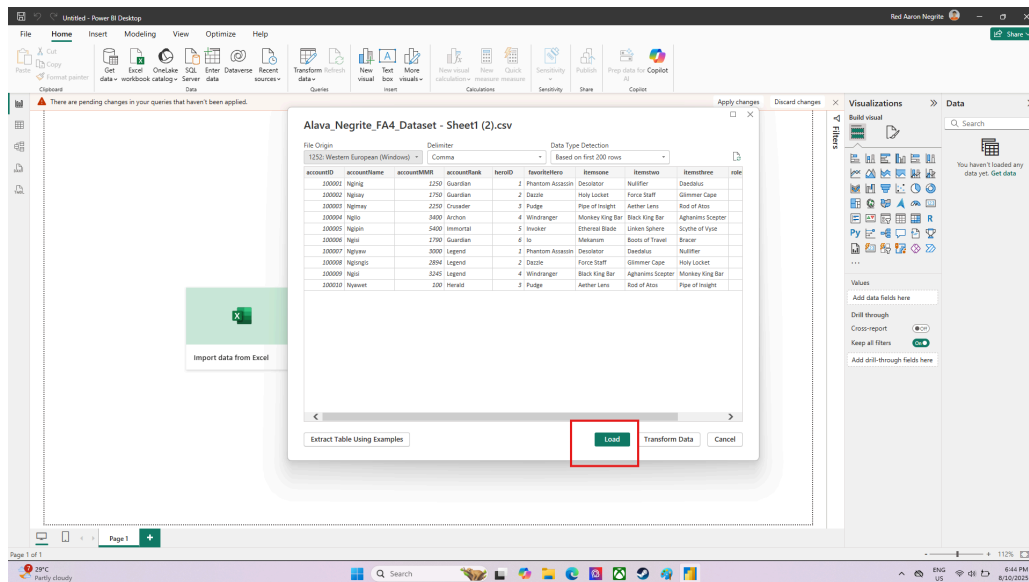 Untitled - Power BI Desktop
Red Aaron Negrite
File Home Insert Modeling View Optimize Help
Share
Paste
Cut
Copy
Format painter
Clipboard
Get data
Excel workbook
OneLake catalog
SQL Server
Enter data
Dataverse
Recent sources
Data
Transform data
Refresh
Queries
New visual
Text box
More visuals
Insert
New visual calculation
New measure
Quick measure
Calculations
Sensitivity
Sensitivity
Publish
Share
Prep data for AI
Copilot
Copilot
There are pending changes in your queries that haven't been applied.
Apply changes Discard changes
Alava_Negrite_FA4_Dataset - Sheet1 (2).csv
File Origin Delimiter Data Type Detection
1252: Western European (Windows) Comma Based on first 200 rows
accountID accountName accountMMR accountRank heroID favoriteHero itemsone itemstwo itemsthree role
100001 Nginig 1250 Guardian 1 Phantom Assassin Desolator Nullifier Daedalus
100002 Ngisay 1750 Guardian 2 Dazzle Holy Locket Force Staff Glimmer Cape
100003 Ngimay 2250 Crusader 3 Pudge Pipe of Insight Aether Lens Rod of Atos
100004 Ngilo 3400 Archon 4 Windranger Monkey King Bar Black King Bar Aghanims Scepter
100005 Ngipin 5400 Immortal 5 Invoker Ethereal Blade Linken Sphere Scythe of Vyse
100006 Ngisi 1790 Guardian 6 Io Mekansm Boots of Travel Bracer
100007 Ngiyaw 3000 Legend 1 Phantom Assassin Desolator Daedalus Nullifier
100008 Ngisngis 2894 Legend 2 Dazzle Force Staff Glimmer Cape Holy Locket
100009 Ngisi 3245 Legend 4 Windranger Black King Bar Aghanims Scepter Monkey King Bar
100010 Nyawet 100 Herald 3 Pudge Aether Lens Rod of Atos Pipe of Insight
Extract Table Using Examples
Load Transform Data Cancel
Import data from Excel
Filters
Visualizations
Build visual
R
Py
...
Values
Add data fields here
Drill through
Cross-report
Off
Keep all filters
On
Add drill-through fields here
Data
Search
You haven't loaded any data yet. Get data
Page 1
Page 1 of 1
112%
29°C
Partly cloudy
Search
ENG
US
6:44 PM
8/10/2025